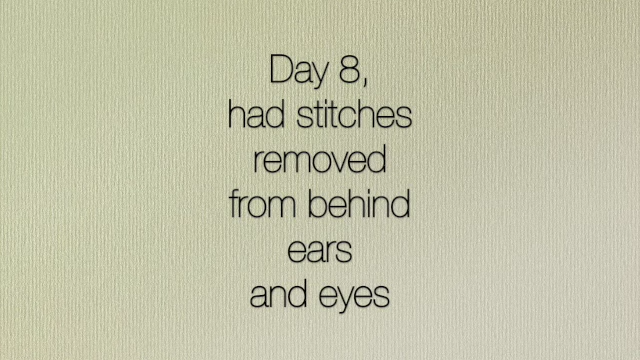 Day 8,
had stitches
removed
from behind
ears
and eyes